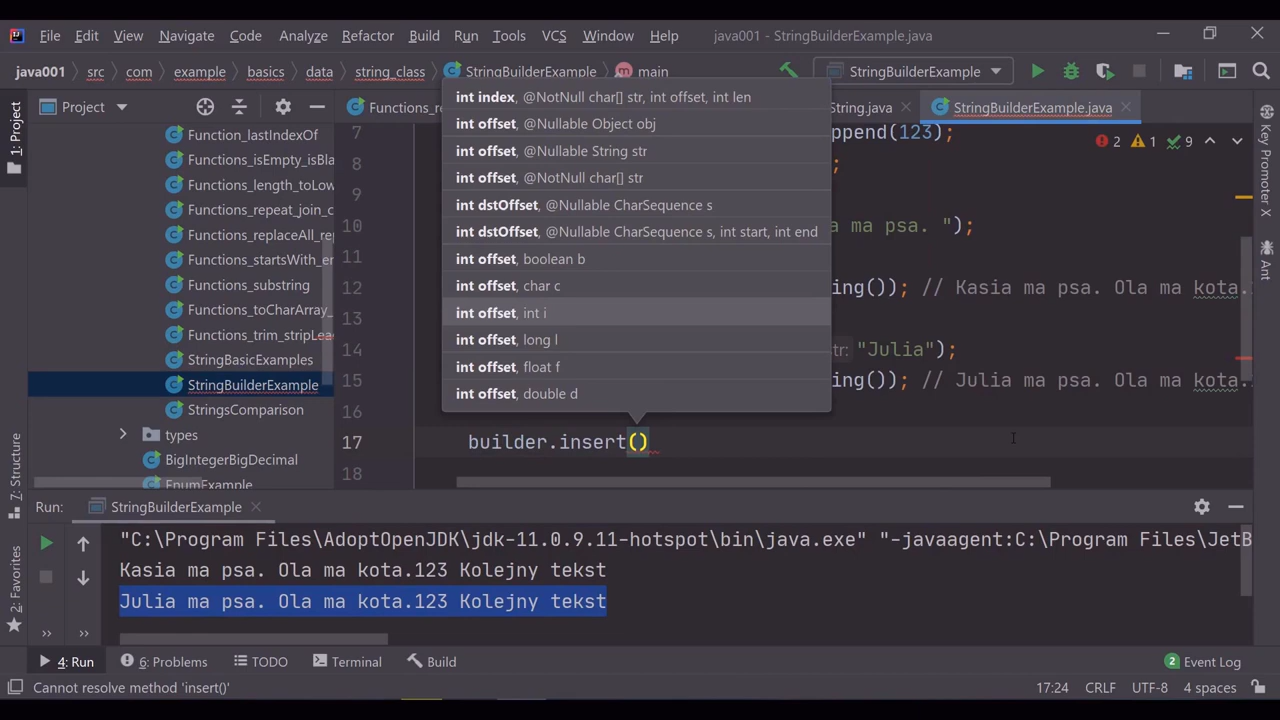 File Edit View Navigate Code Analyze Refactor Build Run Tools VCS Window Help java001 - StringBuilderExample.java
java001 src com example basics data string_class StringBuilderExample main StringBuilderExample
1: Project
Project
Functions_re
String.java
StringBuilderExample.java
Function_lastIndexOf
Functions_isEmpty_isBla
Functions_length_toLow
Functions_repeat_join_c
Functions_replaceAll_rep
Functions_startsWith_en
Functions_substring
Functions_toCharArray_
Functions_trim_stripLea
StringBasicExamples
StringBuilderExample
StringsComparison
types
BigIntegerBigDecimal
EnumExample
int index, @NotNull char[] str, int offset, int len
int offset, @Nullable Object obj
int offset, @Nullable String str
int offset, @NotNull char[] str
int dstOffset, @Nullable CharSequence s
int dstOffset, @Nullable CharSequence s, int start, int end
int offset, boolean b
int offset, char c
int offset, int i
int offset, long l
int offset, float f
int offset, double d
2 1 9
7 ppend(123);
8 ;
9
10 a ma psa. ");
11
12 ing()); // Kasia ma psa. Ola ma kota.
13
14 str: "Julia");
15 ing()); // Julia ma psa. Ola ma kota.
16
17 builder.insert()
18
Ant
7: Structure
2: Favorites
Run: StringBuilderExample
"C:\Program Files\AdoptOpenJDK\jdk-11.0.9.11-hotspot\bin\java.exe" "-javaagent:C:\Program Files\JetB
Kasia ma psa. Ola ma kota.123 Kolejny tekst
Julia ma psa. Ola ma kota.123 Kolejny tekst
4: Run 6: Problems TODO Terminal Build 2 Event Log
Cannot resolve method 'insert()' 17:24 CRLF UTF-8 4 spaces